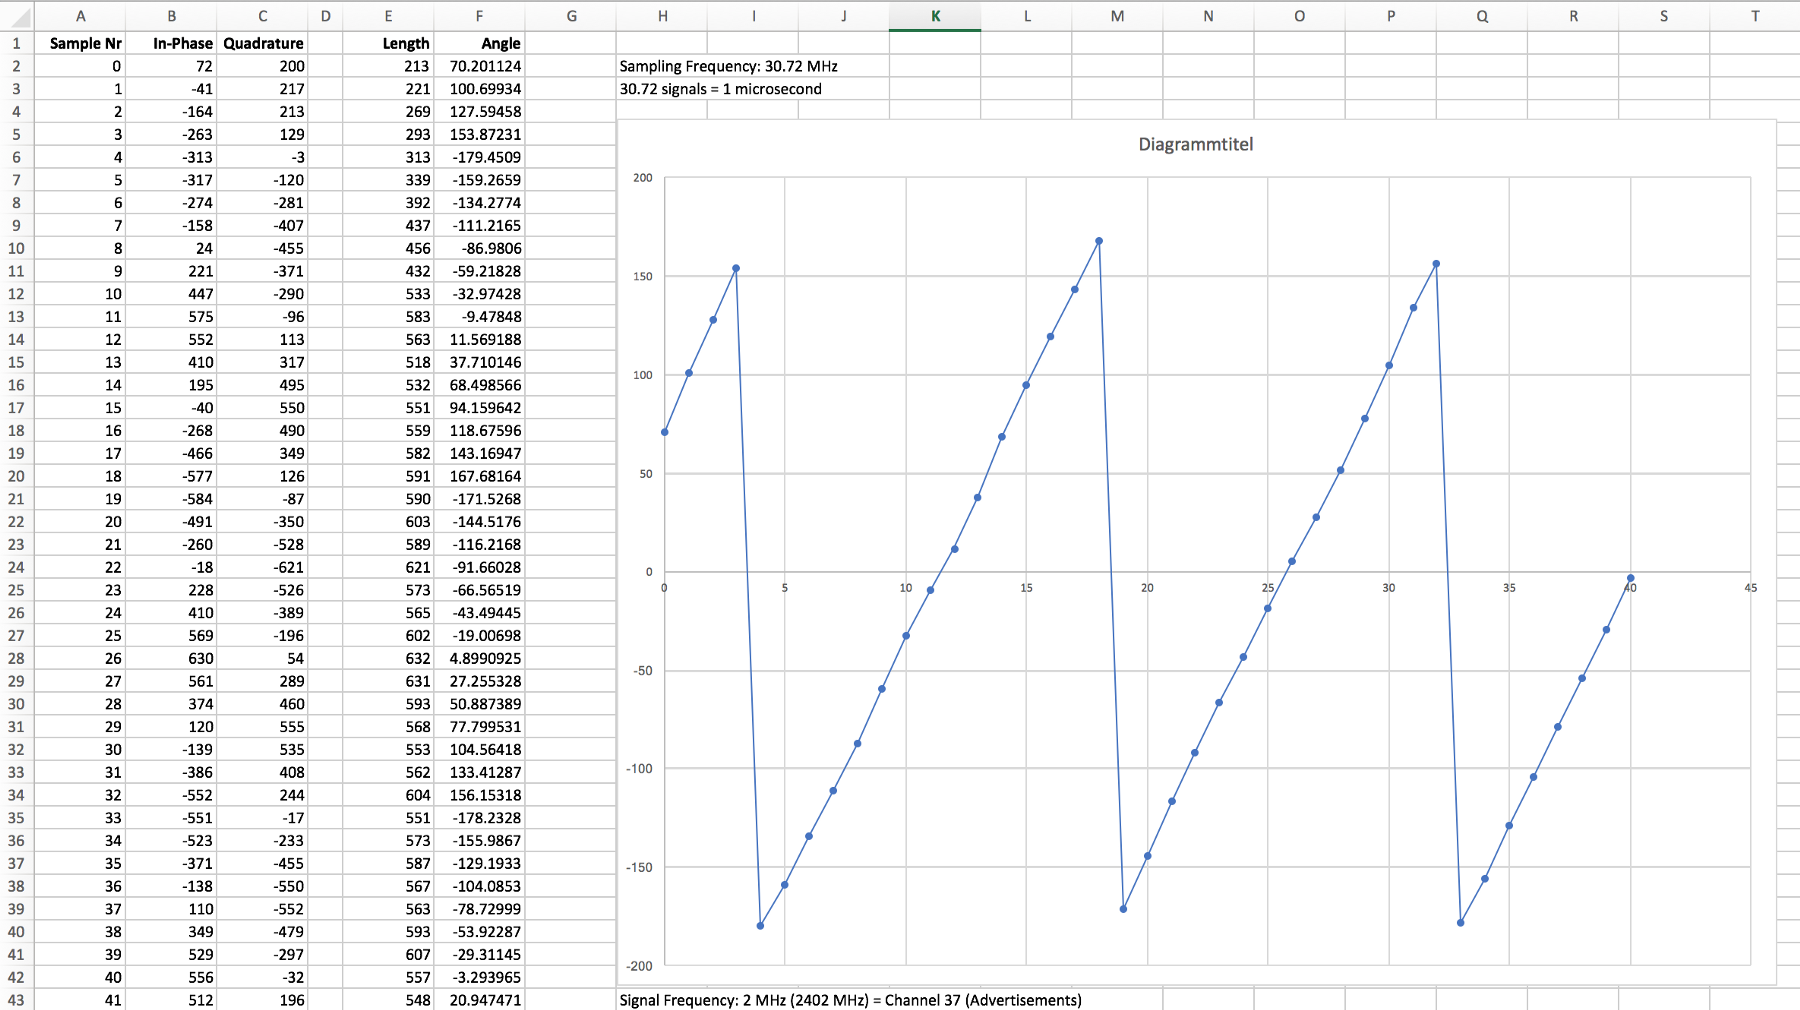 A B C D E F G H I J K L M N O P Q R S T
1 Sample Nr In-Phase Quadrature Length Angle
2 0 72 200 213 70.201124 Sampling Frequency: 30.72 MHz
3 1 -41 217 221 100.69934 30.72 signals = 1 microsecond
4 2 -164 213 269 127.59458
5 3 -263 129 293 153.87231
6 4 -313 -3 313 -179.4509
7 5 -317 -120 339 -159.2659
8 6 -274 -281 392 -134.2774
9 7 -158 -407 437 -111.2165
10 8 24 -455 456 -86.9806
11 9 221 -371 432 -59.21828
12 10 447 -290 533 -32.97428
13 11 575 -96 583 -9.47848
14 12 552 113 563 11.569188
15 13 410 317 518 37.710146
16 14 195 495 532 68.498566
17 15 -40 550 551 94.159642
18 16 -268 490 559 118.67596
19 17 -466 349 582 143.16947
20 18 -577 126 591 167.68164
21 19 -584 -87 590 -171.5268
22 20 -491 -350 603 -144.5176
23 21 -260 -528 589 -116.2168
24 22 -18 -621 621 -91.66028
25 23 228 -526 573 -66.56519
26 24 410 -389 565 -43.49445
27 25 569 -196 602 -19.00698
28 26 630 54 632 4.8990925
29 27 561 289 631 27.255328
30 28 374 460 593 50.887389
31 29 120 555 568 77.799531
32 30 -139 535 553 104.56418
33 31 -386 408 562 133.41287
34 32 -552 244 604 156.15318
35 33 -551 -17 551 -178.2328
36 34 -523 -233 573 -155.9867
37 35 -371 -455 587 -129.1933
38 36 -138 -550 567 -104.0853
39 37 110 -552 563 -78.72999
40 38 349 -479 593 -53.92287
41 39 529 -297 607 -29.31145
42 40 556 -32 557 -3.293965
43 41 512 196 548 20.947471 Signal Frequency: 2 MHz (2402 MHz) = Channel 37 (Advertisements)
Diagrammtitel
200
150
100
50
0
-50
-100
-150
-200
0 5 10 15 20 25 30 35 40 45